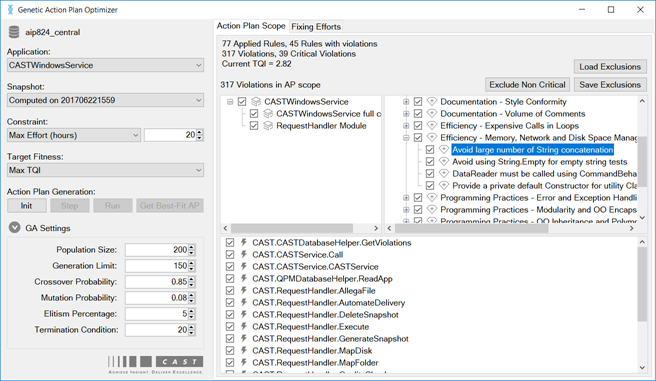 Genetic Action Plan Optimizer
aip824_central
Application:
CASTWindowsService
Snapshot:
Computed on 201706221559
Constraint:
Max Effort (hours) 20
Target Fitness:
Max TQI
Action Plan Generation:
Init Step Run Get Best-Fit AP
GA Settings
Population Size: 200
Generation Limit: 150
Crossover Probability: 0.85
Mutation Probability: 0.08
Elitism Percentage: 5
Termination Condition: 20
CAST
ACHIEVE INSIGHT. DELIVER EXCELLENCE.
Action Plan Scope Fixing Efforts
77 Applied Rules, 45 Rules with violations
317 Violations, 39 Critical Violations
Current TQI = 2.82
Load Exclusions
317 Violations in AP scope
Exclude Non Critical Save Exclusions
CASTWindowsService
CASTWindowsService full c
RequestHandler Module
Documentation - Style Conformity
Documentation - Volume of Comments
Efficiency - Expensive Calls in Loops
Efficiency - Memory, Network and Disk Space Manag
Avoid large number of String concatenation
Avoid using String.Empty for empty string tests
DataReader must be called using CommandBeha
Provide a private default Constructor for utility Cla
Programming Practices - Error and Exception Handli
Programming Practices - Modularity and OO Encaps
Programming Practices - OO Inheritance and Polym
CAST.CASTDatabaseHelper.GetViolations
CAST.CASTService.Call
CAST.CASTService.CASTService
CAST.QPMDatabaseHelper.ReadApp
CAST.RequestHandler.AllegaFile
CAST.RequestHandler.AutomateDelivery
CAST.RequestHandler.DeleteSnapshot
CAST.RequestHandler.Execute
CAST.RequestHandler.GenerateSnapshot
CAST.RequestHandler.MapDisk
CAST.RequestHandler.MapFolder